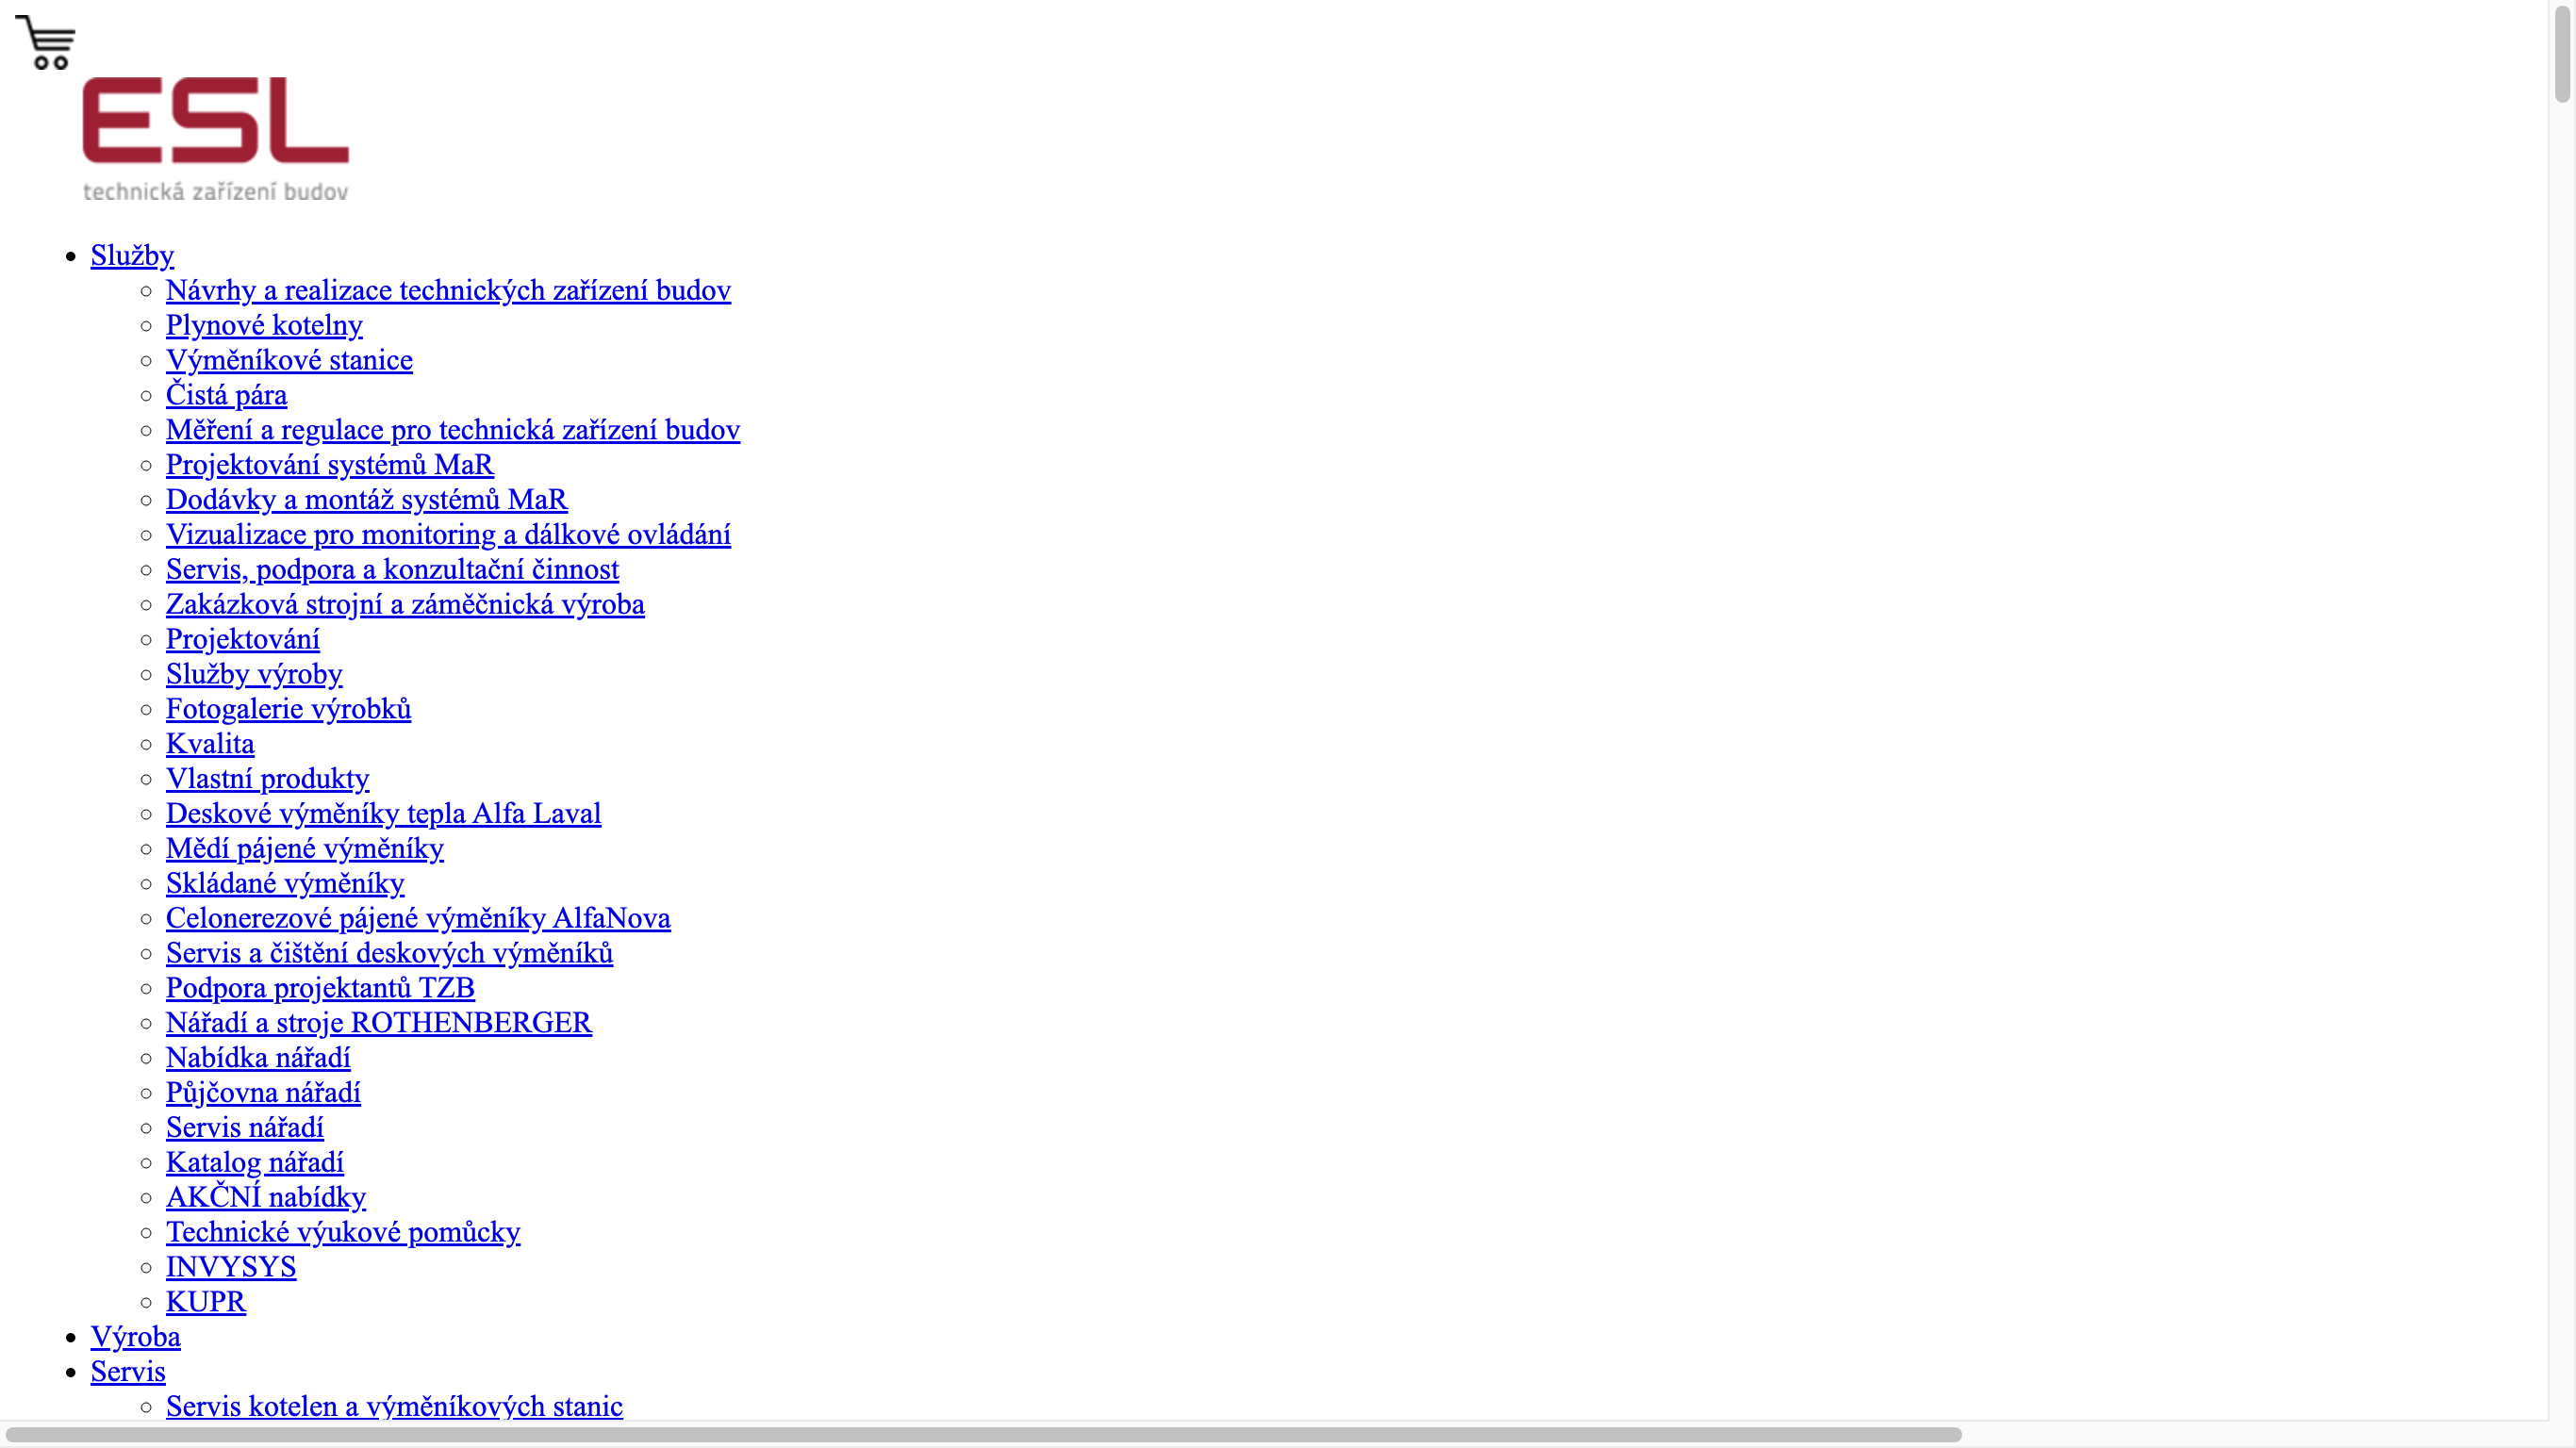 ESL
technická zařízení budov
Služby
Návrhy a realizace technických zařízení budov
Plynové kotelny
Výměníkové stanice
Čistá pára
Měření a regulace pro technická zařízení budov
Projektování systémů MaR
Dodávky a montáž systémů MaR
Vizualizace pro monitoring a dálkové ovládání
Servis, podpora a konzultační činnost
Zakázková strojní a záměčnická výroba
Projektování
Služby výroby
Fotogalerie výrobků
Kvalita
Vlastní produkty
Deskové výměníky tepla Alfa Laval
Mědí pájené výměníky
Skládané výměníky
Celonerezové pájené výměníky AlfaNova
Servis a čištění deskových výměníků
Podpora projektantů TZB
Nářadí a stroje ROTHENBERGER
Nabídka nářadí
Půjčovna nářadí
Servis nářadí
Katalog nářadí
AKČNÍ nabídky
Technické výukové pomůcky
INVYSYS
KUPR
Výroba
Servis
Servis kotelen a výměníkových stanic